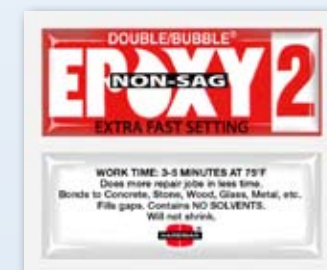 DOUBLE/BUBBLE®
EPOXY 2
NON-SAG
EXTRA FAST SETTING
WORK TIME: 3-5 MINUTES AT 75°F
Does more repair jobs in less time.
Bonds to Concrete, Stone, Wood, Glass, Metal, etc.
Fills gaps. Contains NO SOLVENTS.
Will not shrink.
HARDMAN